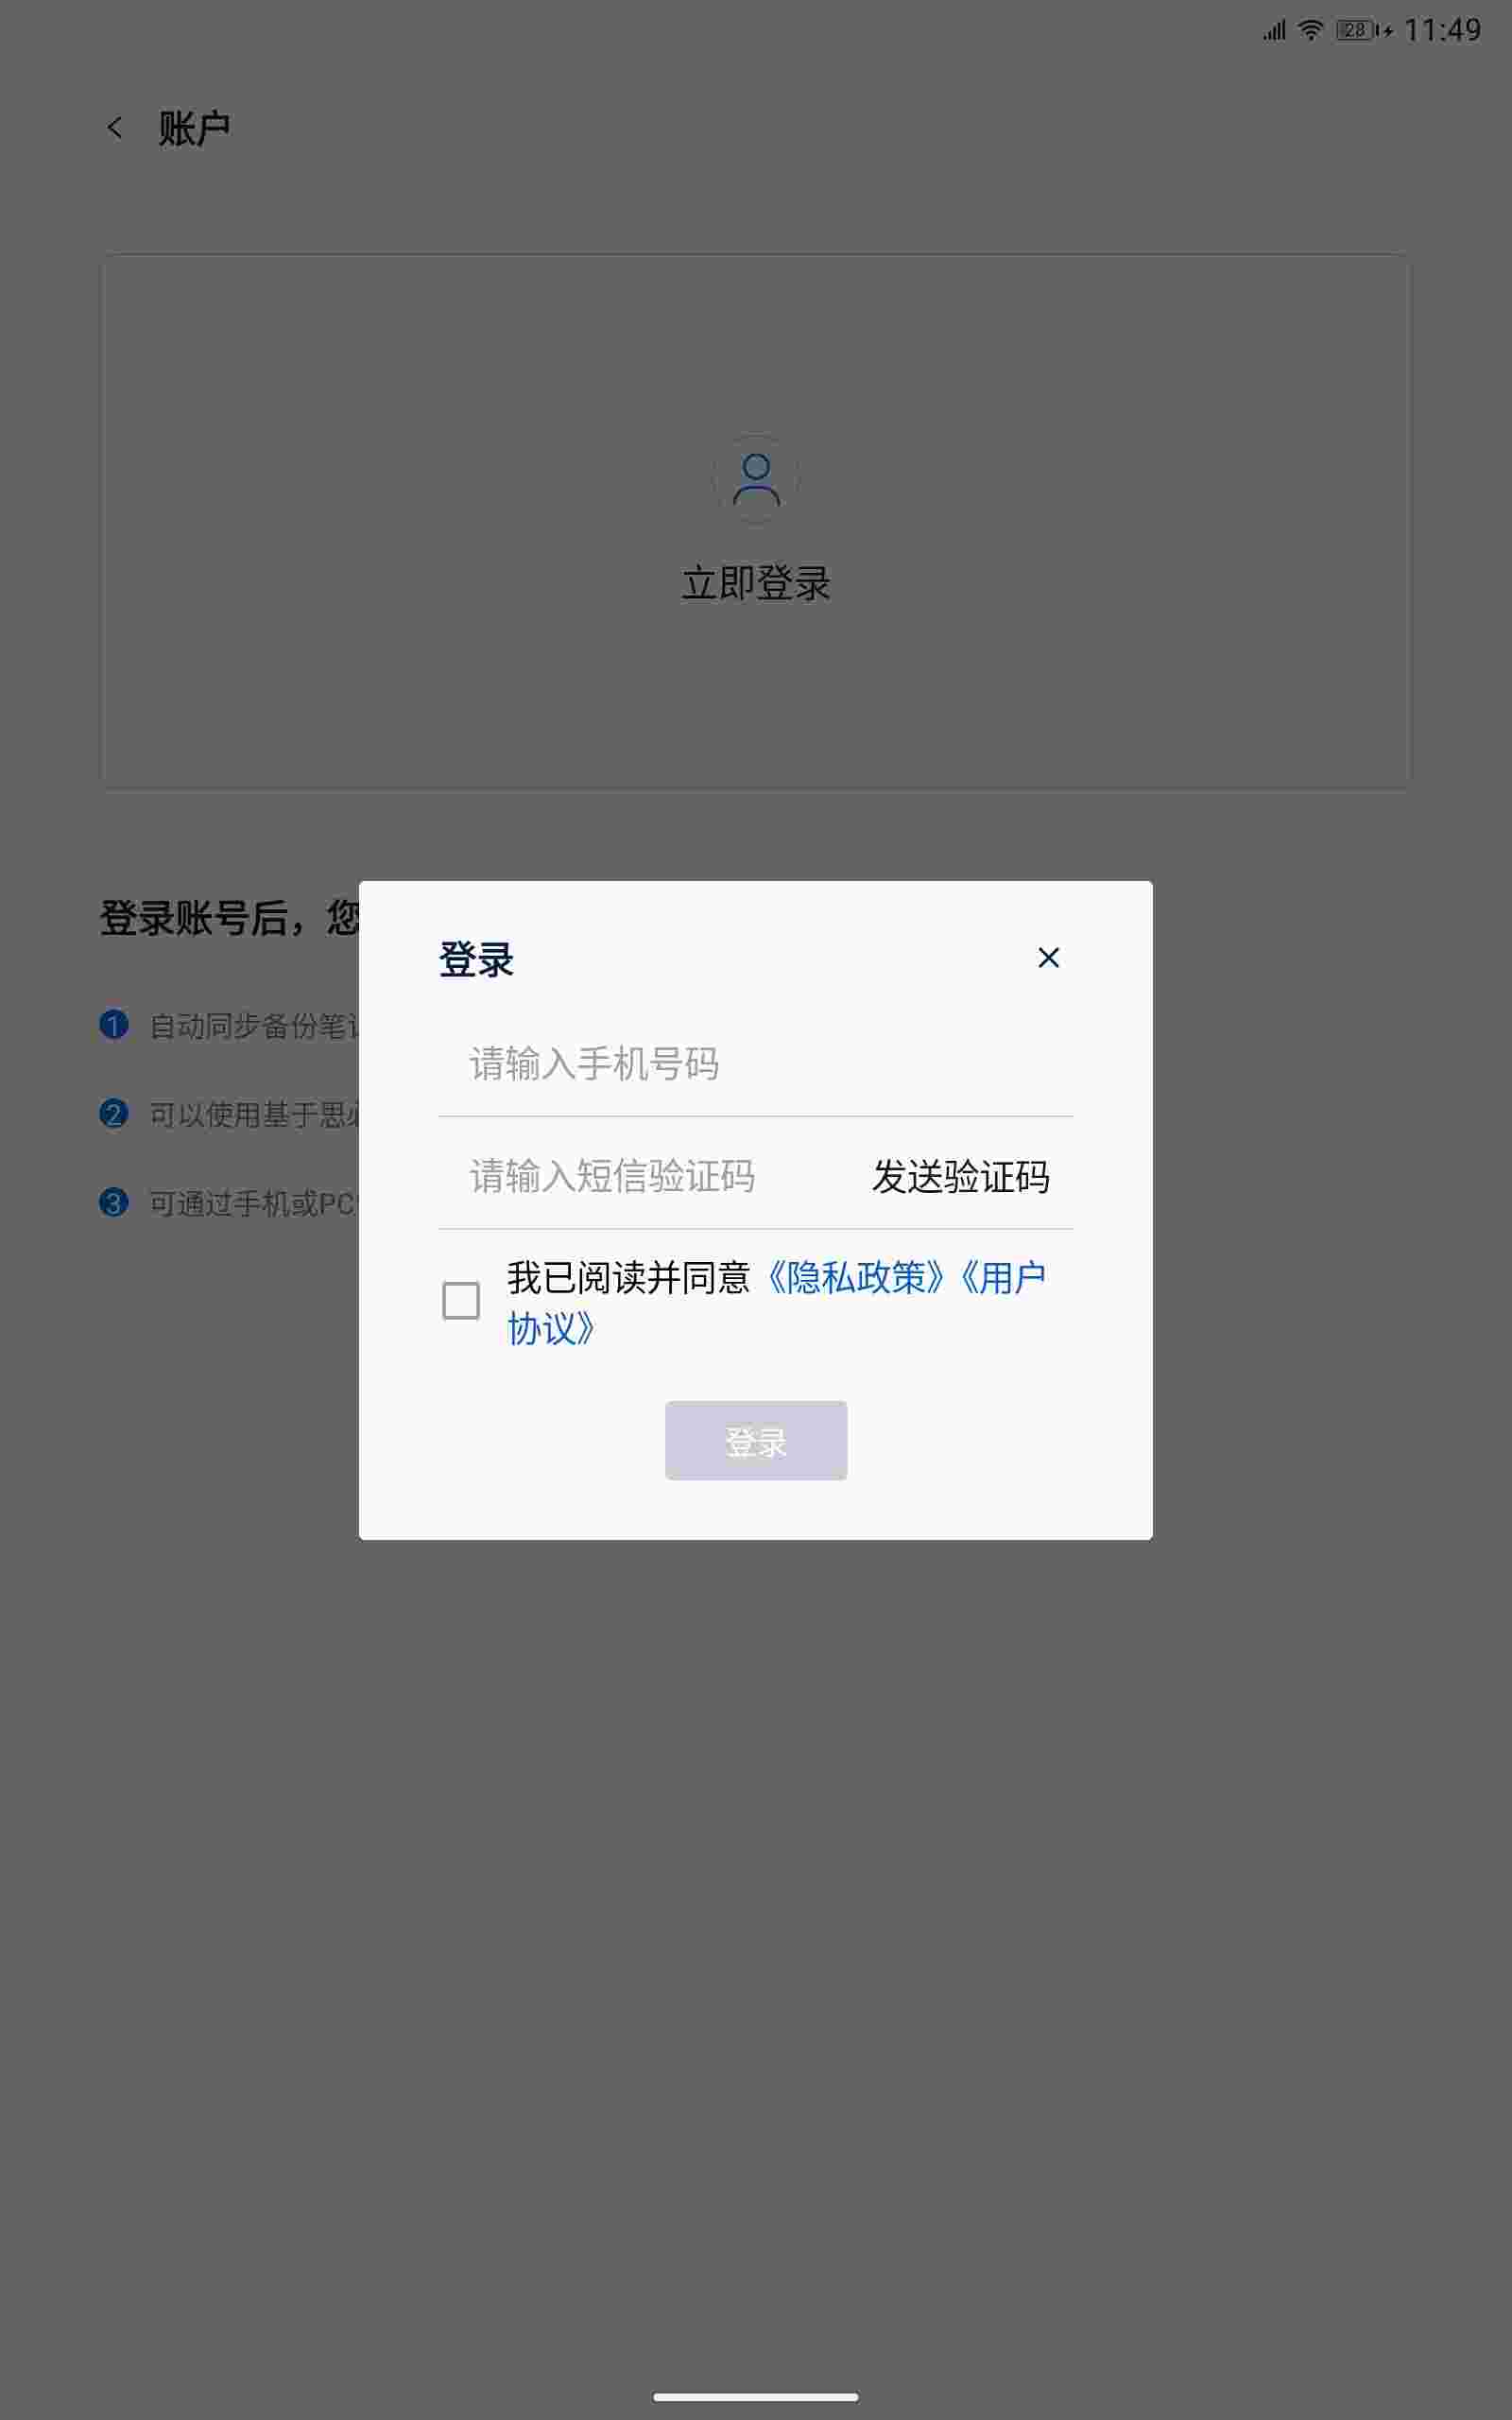 28 11:49
账户
立即登录
登录账号后，您
登录
1 自动同步备份笔
请输入手机号码
2 可以使用基于思
请输入短信验证码 发送验证码
3 可通过手机或PC
我已阅读并同意《隐私政策》《用户
协议》
登录